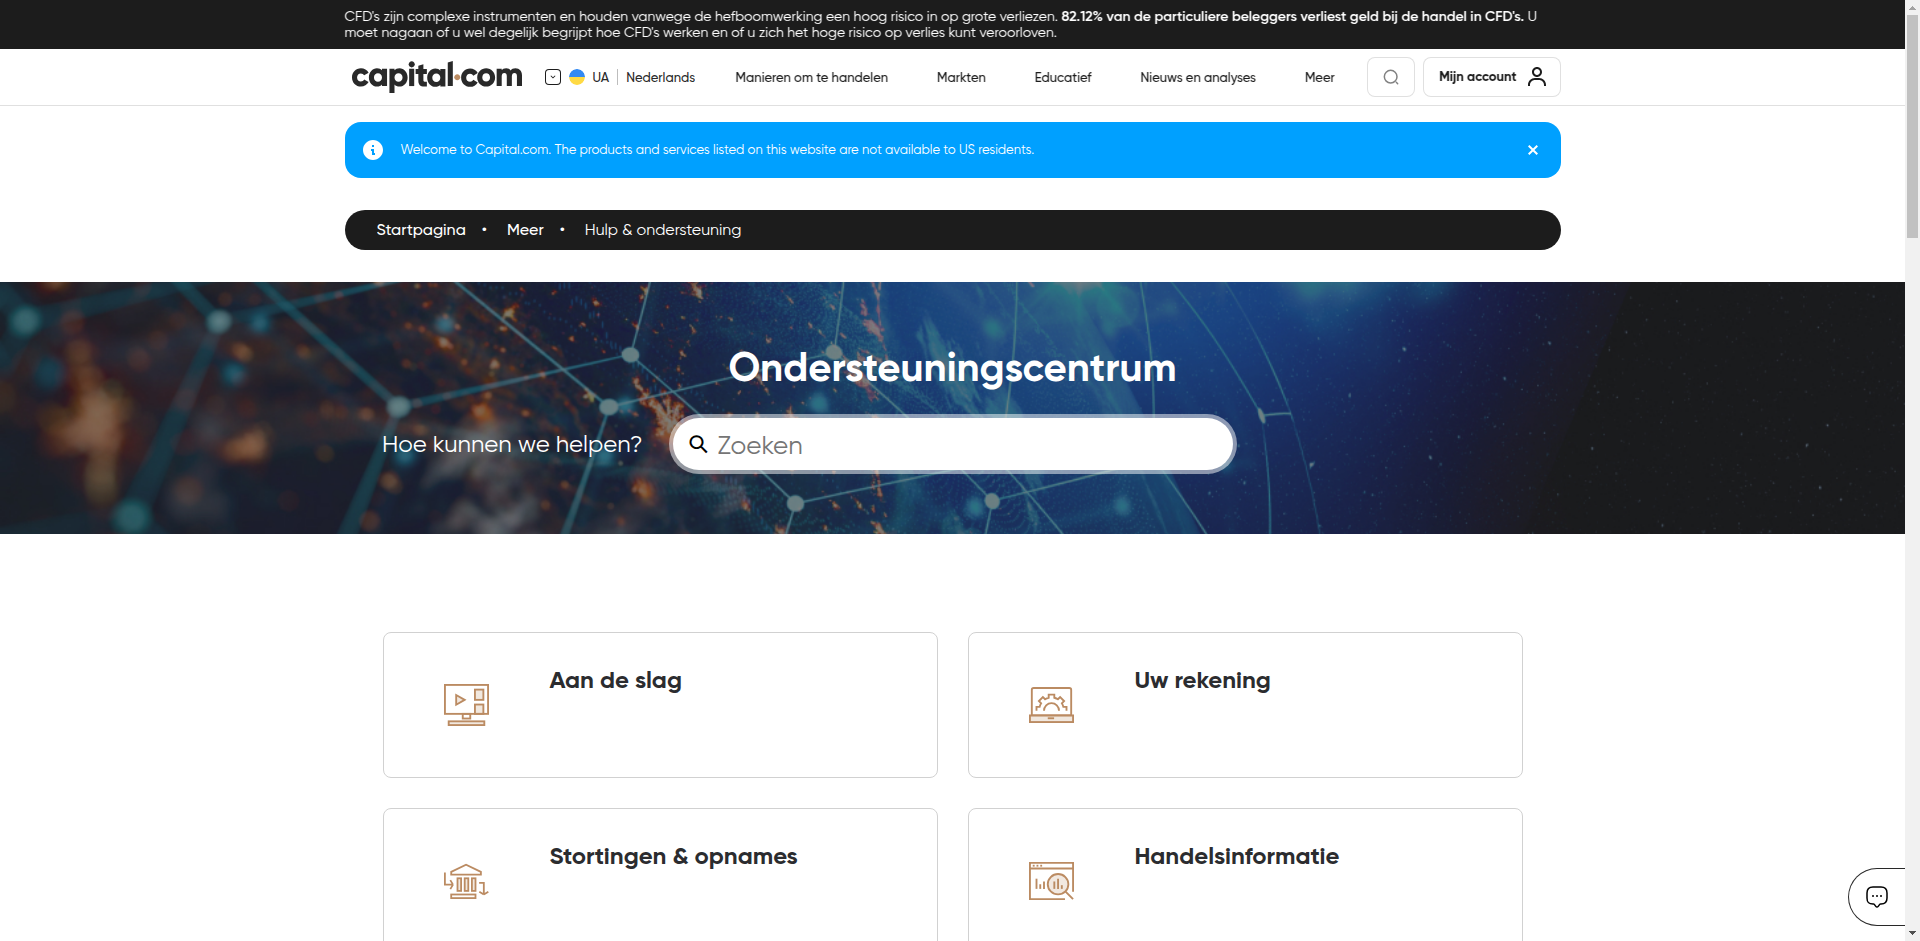 CFD's zijn complexe instrumenten en houden vanwege de hefboomwerking een hoog risico in op grote verliezen. 82.12% van de particuliere beleggers verliest geld bij de handel in CFD's. U
moet nagaan of u wel degelijk begrijpt hoe CFD's werken en of u zich het hoge risico op verlies kunt veroorloven.
capital.com UA Nederlands Manieren om te handelen Markten Educatief Nieuws en analyses Meer Mijn account
Welcome to Capital.com. The products and services listed on this website are not available to US residents.
Startpagina • Meer • Hulp & ondersteuning
Ondersteuningscentrum
Hoe kunnen we helpen? Zoeken
Aan de slag
Uw rekening
Stortingen & opnames
Handelsinformatie